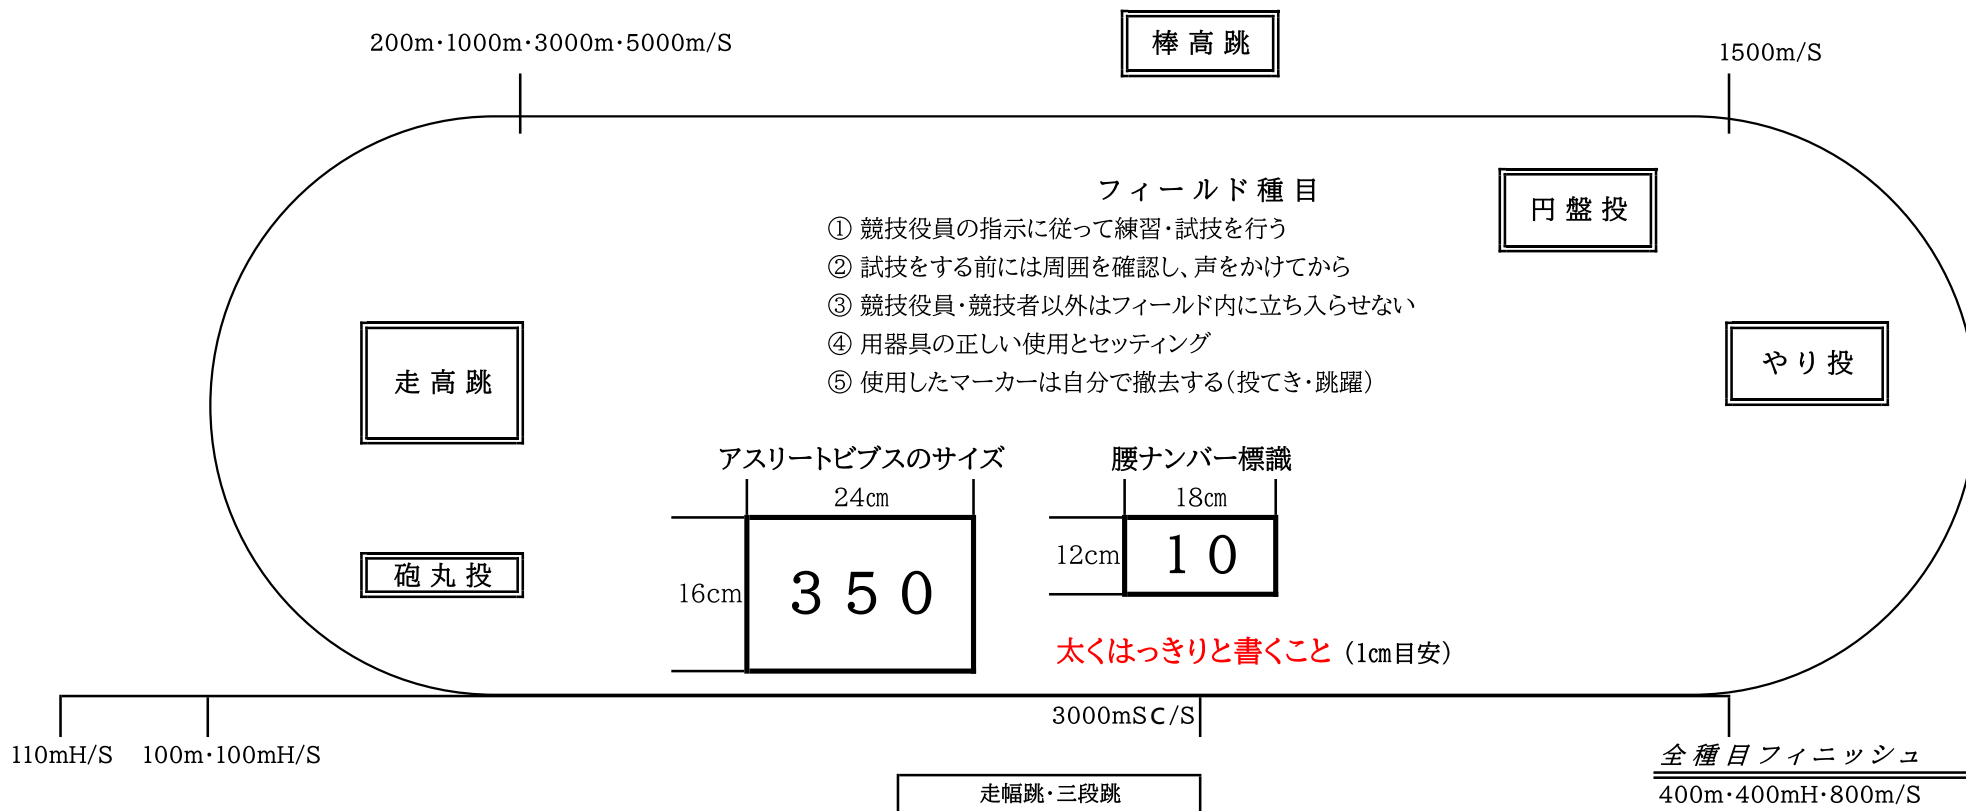 棒高跳
200m・1000m・3000m・5000m/S
1500m/S
フィールド種目
円盤投
① 競技役員の指示に従って練習・試技を行う
② 試技をする前には周囲を確認し、声をかけてから
③ 競技役員・競技者以外はフィールド内に立ち入らせない
④ 用器具の正しい使用とセッティング
⑤ 使用したマーカーは自分で撤去する（投てき・跳躍）
走高跳
やり投
アスリートビブスのサイズ
腰ナンバー標識
24㎝
18㎝
12cm
10
砲丸投
16cm
350
太くはっきりと書くこと（1㎝目安）
3000mSC/S
110mH/S
100m・100mH/S
全種目フィニッシュ
走幅跳・三段跳
400m・400mH・800m/S